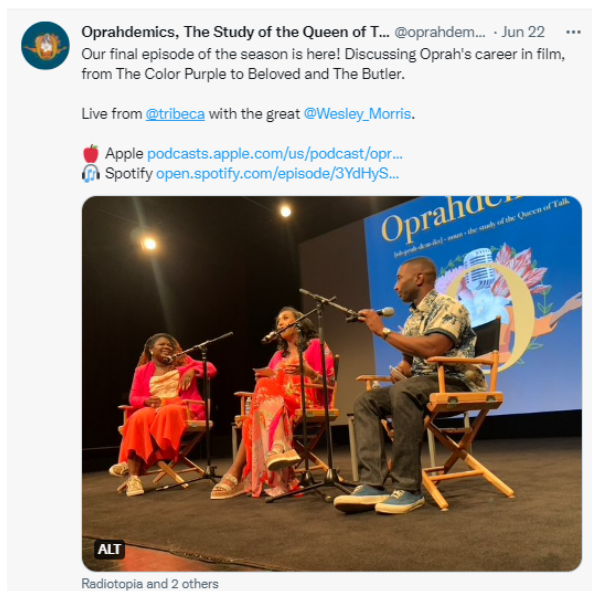 Oprahdemics, The Study of the Queen of T... @oprahdem... · Jun 22 ...
Our final episode of the season is here! Discussing Oprah's career in film,
from The Color Purple to Beloved and The Butler.
Live from @tribeca with the great @Wesley_Morris.
Apple podcasts.apple.com/us/podcast/opr...
Spotify open.spotify.com/episode/3YdHyS...
noun - the study of the Queen of Talk
ALT
Radiotopia and 2 others